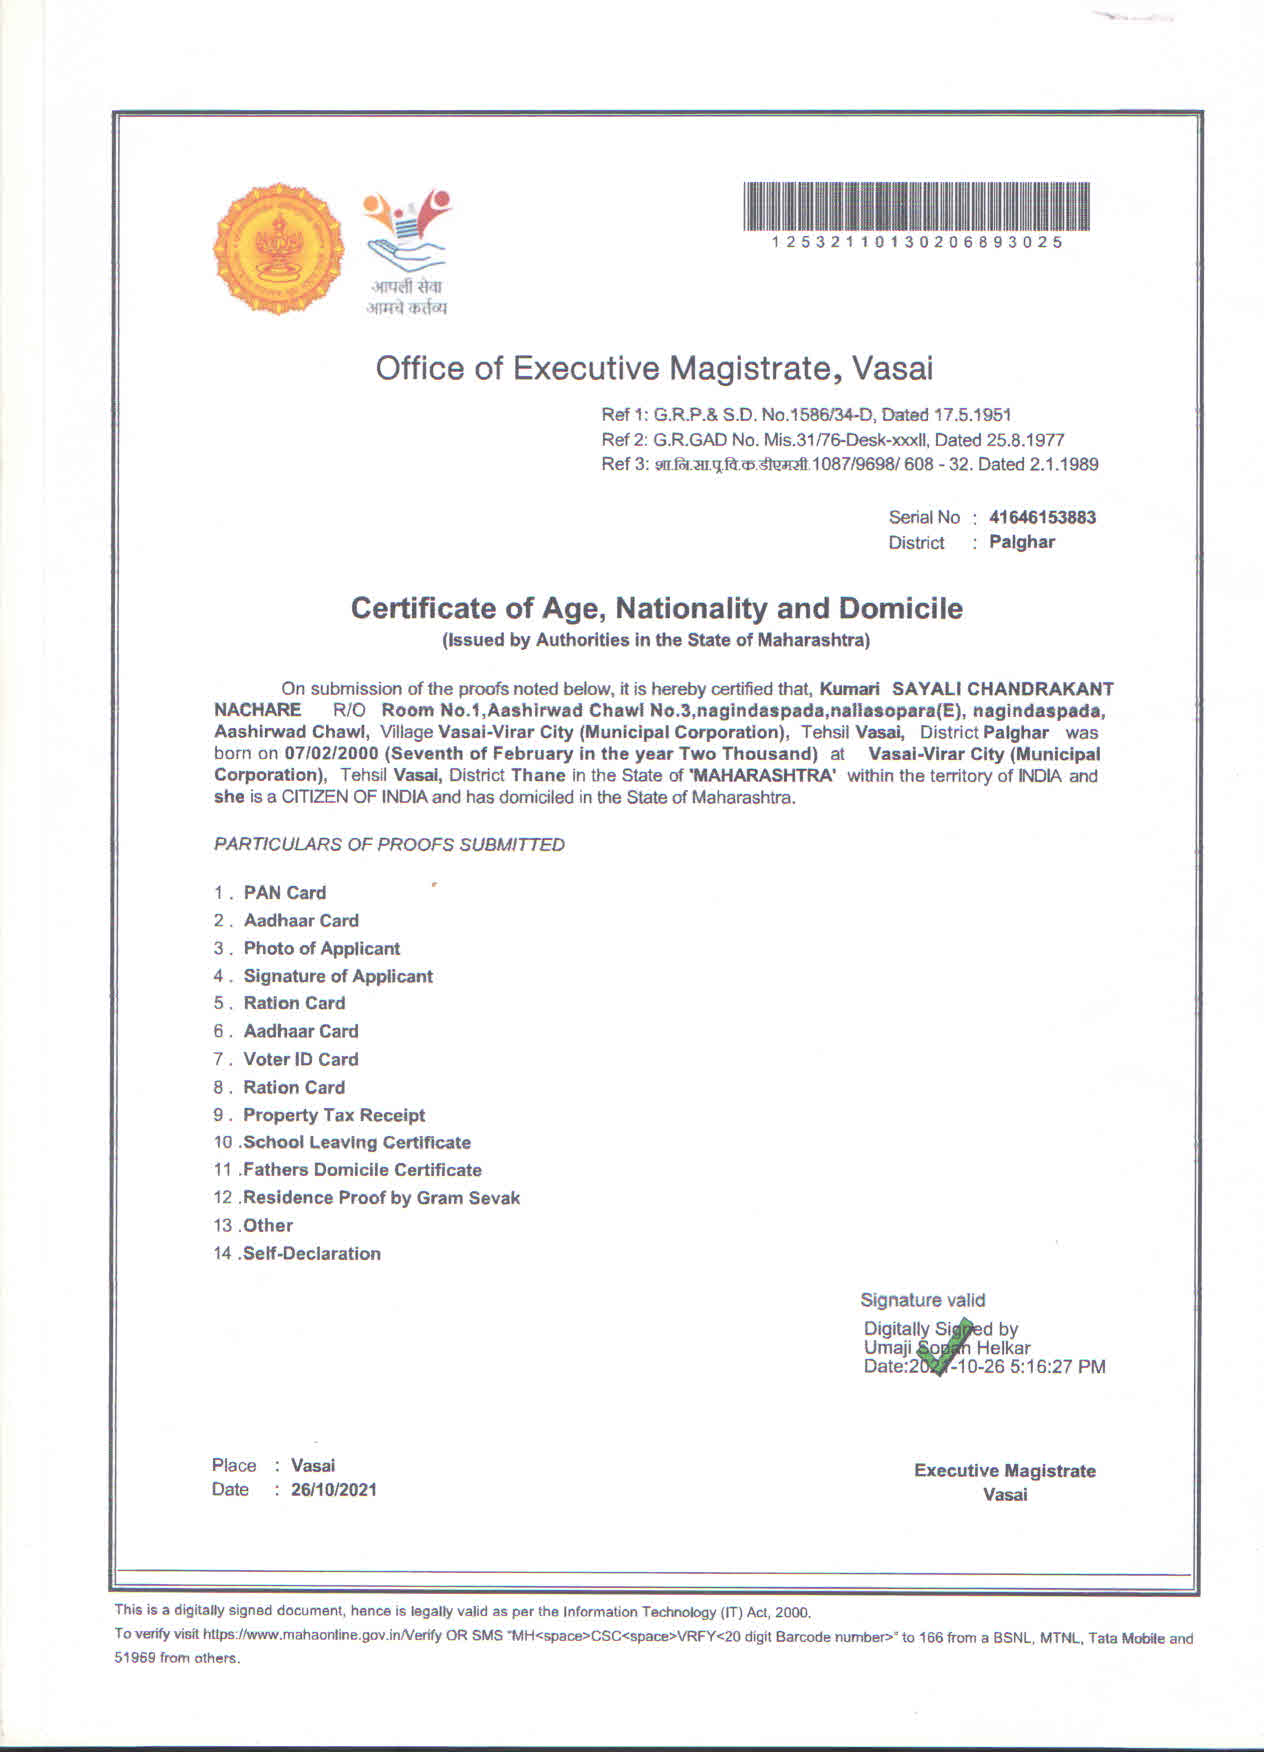 आपली सेवा
आमचे कर्तव्य
12532110130206893025
Office of Executive Magistrate, Vasai
Ref 1: G.R.P.& S.D. No.1586/34-D, Dated 17.5.1951
Ref 2: G.R.GAD No. Mis.31/76-Desk-xxxII, Dated 25.8.1977
Ref 3: शा.नि.सा.पू.वि.क.डीएमसी.1087/9698/ 608 - 32. Dated 2.1.1989
Serial No : 41646153883
District : Palghar
Certificate of Age, Nationality and Domicile
(Issued by Authorities in the State of Maharashtra)
On submission of the proofs noted below, it is hereby certified that, Kumari SAYALI CHANDRAKANT
NACHARE R/O Room No.1,Aashirwad Chawl No.3,nagindaspada,nallasopara(E), nagindaspada,
Aashirwad Chawl, Village Vasai-Virar City (Municipal Corporation), Tehsil Vasai, District Palghar was
born on 07/02/2000 (Seventh of February in the year Two Thousand) at Vasai-Virar City (Municipal
Corporation), Tehsil Vasai, District Thane in the State of 'MAHARASHTRA' within the territory of INDIA and
she is a CITIZEN OF INDIA and has domiciled in the State of Maharashtra.
PARTICULARS OF PROOFS SUBMITTED
1 . PAN Card
2 . Aadhaar Card
3 . Photo of Applicant
4 . Signature of Applicant
5 . Ration Card
6 . Aadhaar Card
7 . Voter ID Card
8 . Ration Card
9 . Property Tax Receipt
10 .School Leaving Certificate
11 .Fathers Domicile Certificate
12 .Residence Proof by Gram Sevak
13 .Other
14 .Self-Declaration
Signature valid
Digitally Signed by
Umaji Sopan Helkar
Date:2021-10-26 5:16:27 PM
Place : Vasai
Date : 26/10/2021
Executive Magistrate
Vasai
This is a digitally signed document, hence is legally valid as per the Information Technology (IT) Act, 2000.
To verify visit https://www.mahaonline.gov.in/Verify OR SMS "MH<space>CSC<space>VRFY<20 digit Barcode number>" to 166 from a BSNL, MTNL, Tata Mobile and
51969 from others.